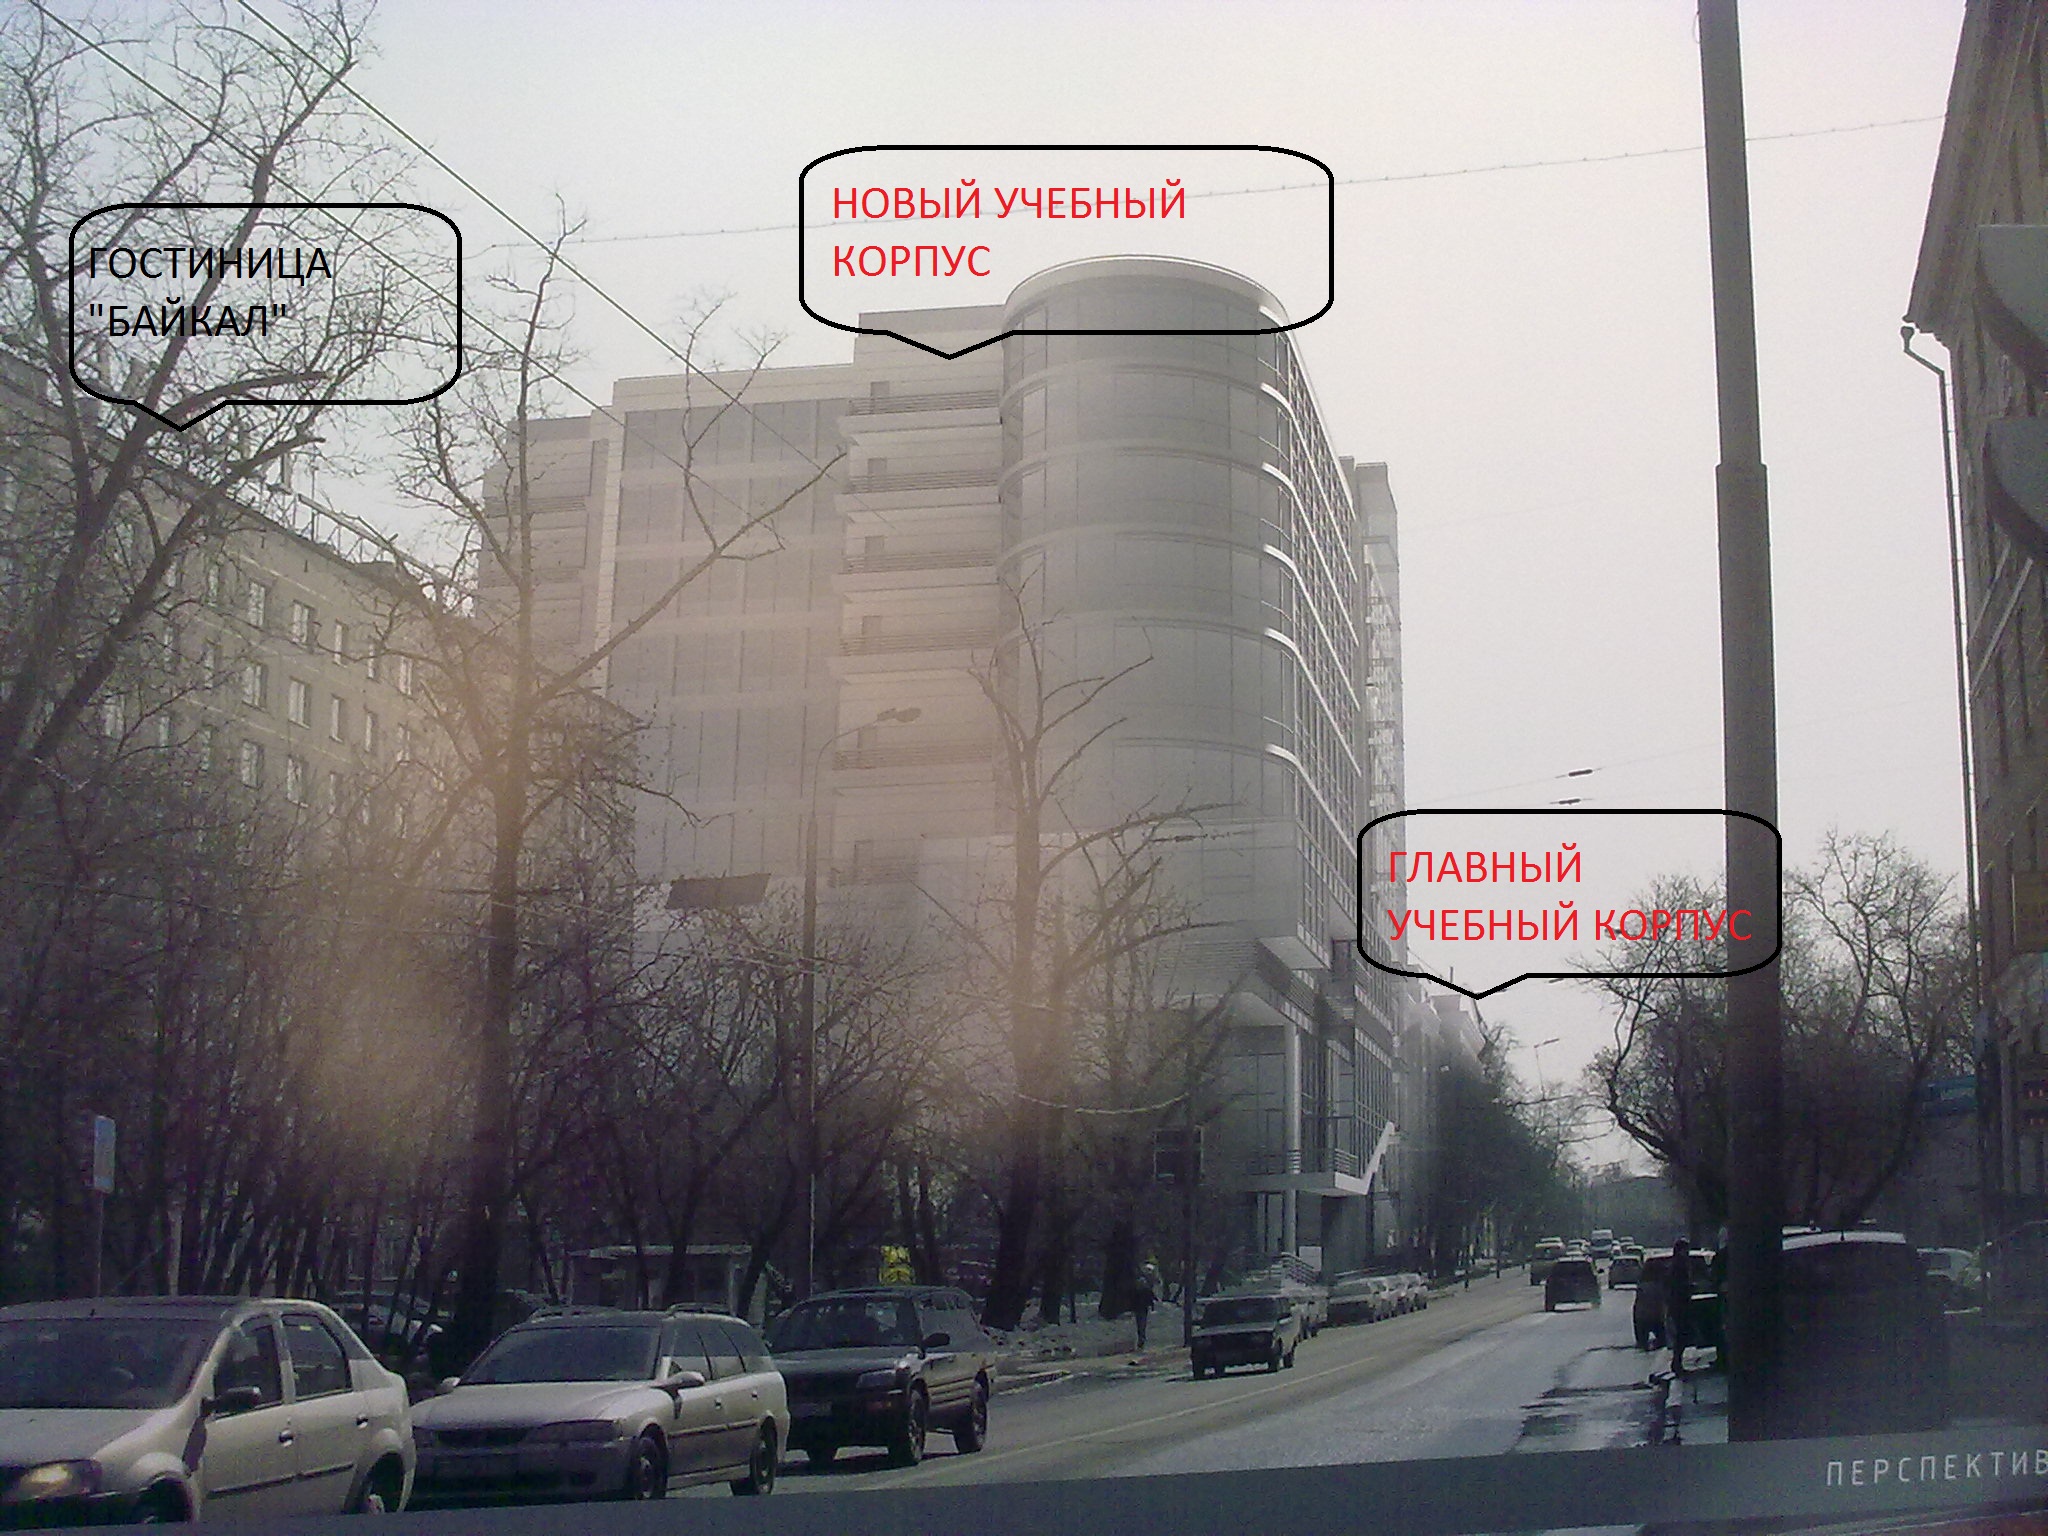 ГОСТИНИЦА
"БАЙКАЛ"
НОВЫЙ УЧЕБНЫЙ
КОРПУС
ГЛАВНЫЙ
УЧЕБНЫЙ КОРПУС
ПЕРСПЕКТИВ